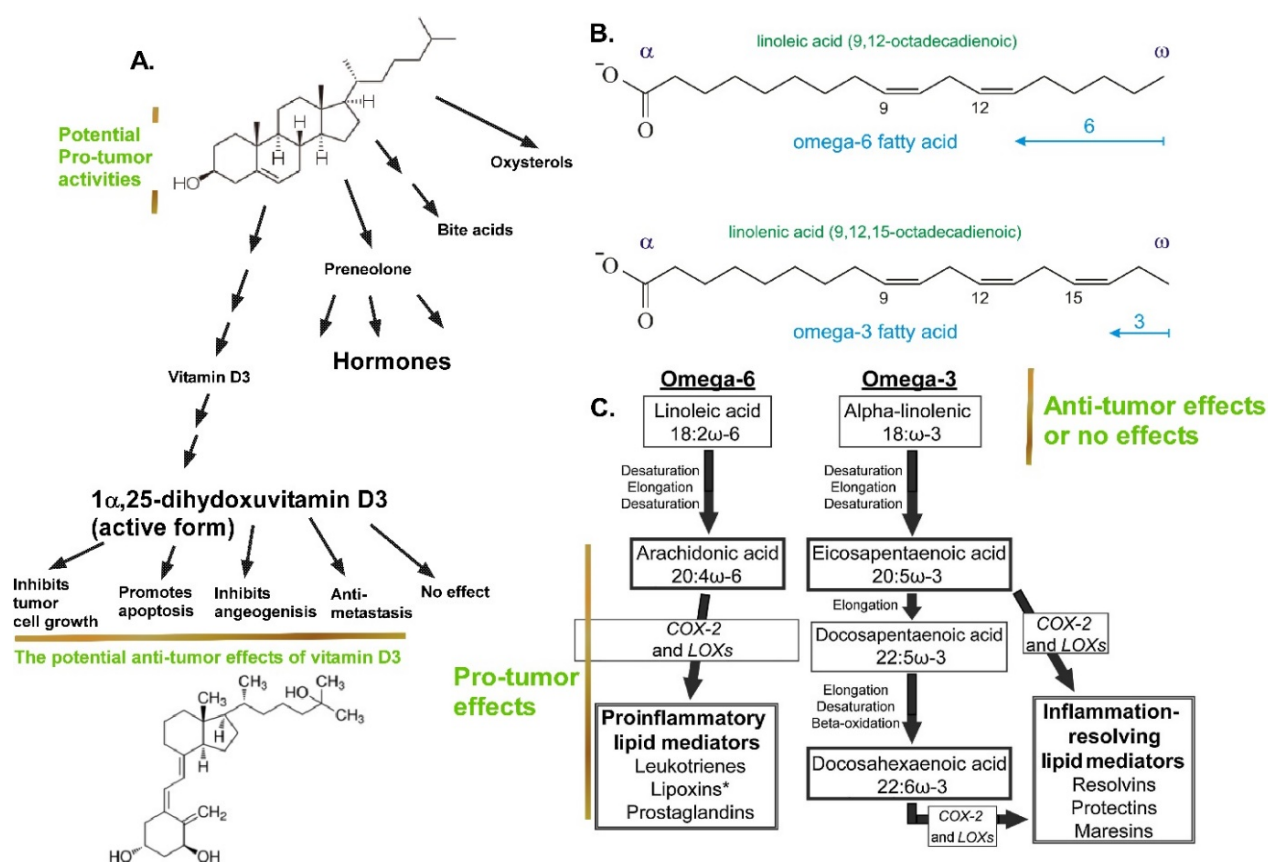 A.
Potential
Pro-tumor
activities
H
H
H
H
HO
Oxysterols
Bite acids
Preneolone
Hormones
Vitamin D3
1α,25-dihydoxuvitamin D3
(active form)
Inhibits
tumor
cell growth
Promotes
apoptosis
Inhibits
angeogenisis
Anti-
metastasis
No effect
The potential anti-tumor effects of vitamin D3
CH3
CH3
HO
CH3
CH3
H
H
CH2
HO
OH
B.
linoleic acid (9,12-octadecadienoic)
α
ω
−O
O
9
12
6
omega-6 fatty acid
linolenic acid (9,12,15-octadecadienoic)
α
ω
−O
O
9
12
15
3
omega-3 fatty acid
C.
Omega-6
Omega-3
Anti-tumor effects
or no effects
Linoleic acid
18:2ω-6
Alpha-linolenic
18:ω-3
Desaturation
Elongation
Desaturation
Desaturation
Elongation
Desaturation
Arachidonic acid
20:4ω-6
Eicosapentaenoic acid
20:5ω-3
Elongation
COX-2
and LOXs
COX-2
and LOXs
Docosapentaenoic acid
22:5ω-3
Pro-tumor
effects
Elongation
Desaturation
Beta-oxidation
Proinflammatory
lipid mediators
Leukotrienes
Lipoxins*
Prostaglandins
Docosahexaenoic acid
22:6ω-3
COX-2
and LOXs
Inflammation-
resolving
lipid mediators
Resolvins
Protectins
Maresins